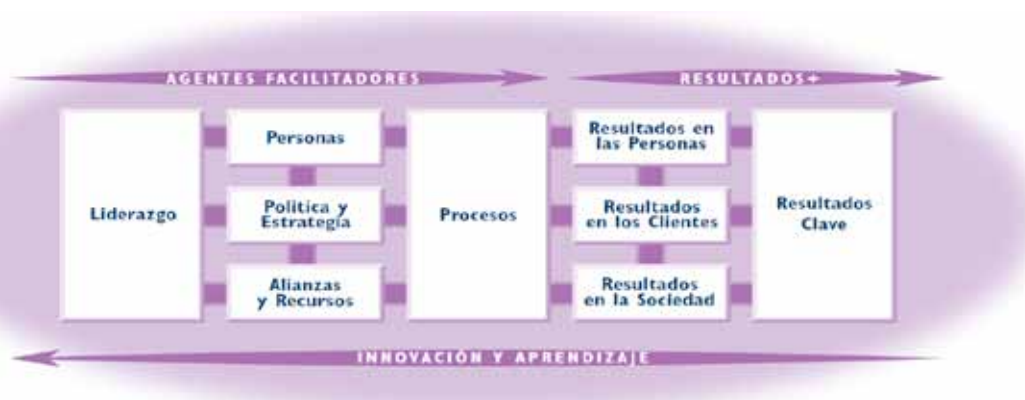 AGENTES FACILITADORES
RESULTADOS+
Liderazgo
Personas
Política y
Estrategia
Alianzas
y Recursos
Procesos
Resultados en
las Personas
Resultados
en los Clientes
Resultados
en la Sociedad
Resultados
Clave
INNOVACIÓN Y APRENDIZAJE